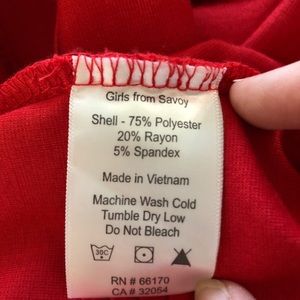 Girls from Savoy
Shell - 75% Polyester
20% Rayon
5% Spandex
Made in Vietnam
Machine Wash Cold
Tumble Dry Low
Do Not Bleach
30C
RN # 66170
CA # 32054